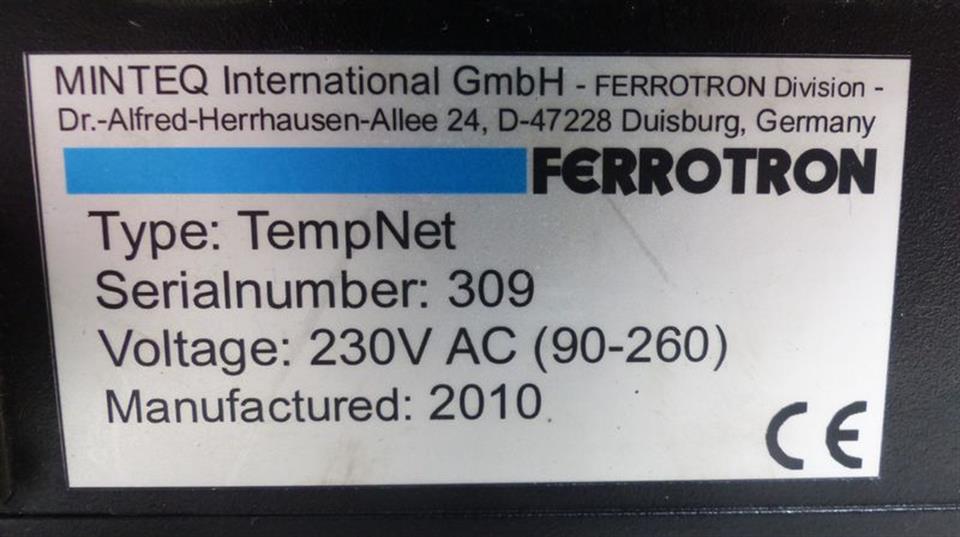 MINTEQ International GmbH - FERROTRON Division -
Dr.-Alfred-Herrhausen-Allee 24, D-47228 Duisburg, Germany
FERROTRON
Type: TempNet
Serialnumber: 309
Voltage: 230V AC (90-260)
Manufactured: 2010
CE